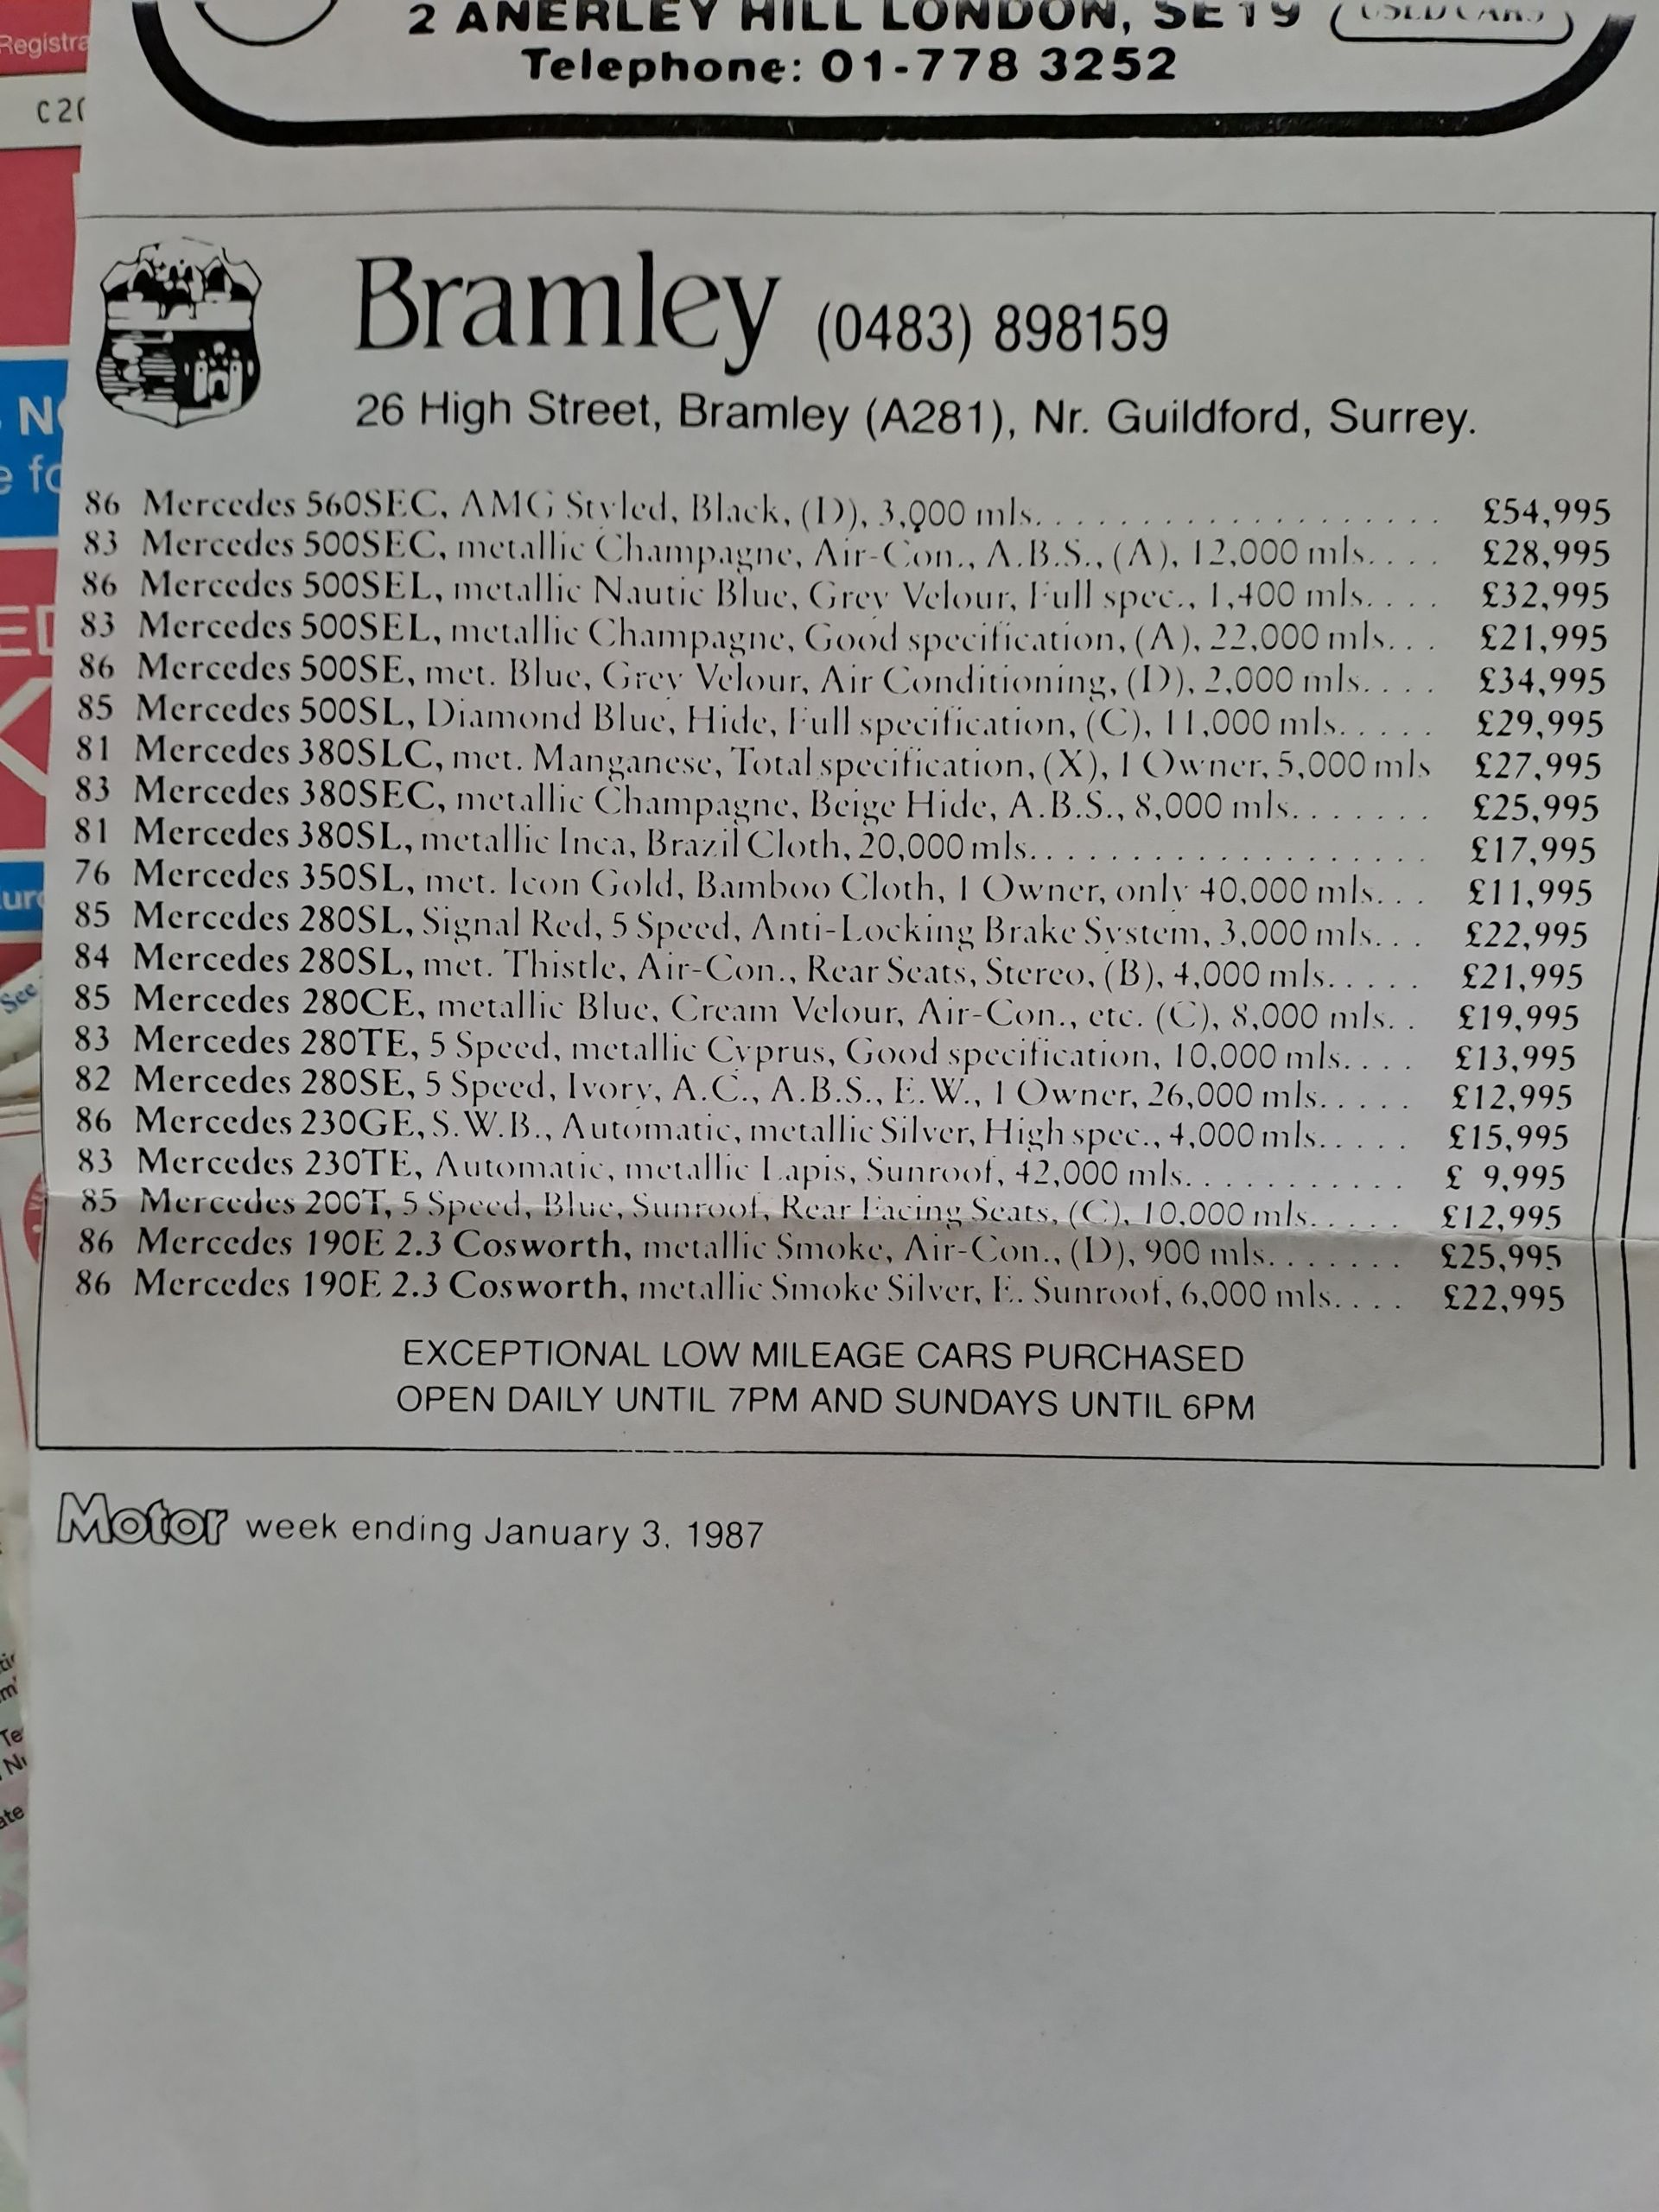 2 ANERLEY HILL LONDON, SE19 USED CARS
Telephone: 01-778 3252
Registra
C20
Bramley (0483) 898159
26 High Street, Bramley (A281), Nr. Guildford, Surrey.
86 Mercedes 560SEC, AMG Styled, Black, (D), 3,000 mls. . . . . . . . . . . . . . . . . . . £54,995
83 Mercedes 500SEC, metallic Champagne, Air-Con., A.B.S., (A), 12,000 mls. . . . £28,995
86 Mercedes 500SEL, metallic Nautic Blue, Grey Velour, Full spec., 1,400 mls. . . . £32,995
83 Mercedes 500SEL, metallic Champagne, Good specification, (A), 22,000 mls. . . £21,995
86 Mercedes 500SE, met. Blue, Grey Velour, Air Conditioning, (D), 2,000 mls. . . . £34,995
85 Mercedes 500SL, Diamond Blue, Hide, Full specification, (C), 11,000 mls. . . . . £29,995
81 Mercedes 380SLC, met. Manganese, Total specification, (X), 1 Owner, 5,000 mls £27,995
83 Mercedes 380SEC, metallic Champagne, Beige Hide, A.B.S., 8,000 mls. . . . . . . £25,995
81 Mercedes 380SL, metallic Inca, Brazil Cloth, 20,000 mls. . . . . . . . . . . . . . . . . £17,995
76 Mercedes 350SL, met. Icon Gold, Bamboo Cloth, 1 Owner, only 40,000 mls. . . £11,995
85 Mercedes 280SL, Signal Red, 5 Speed, Anti-Locking Brake System, 3,000 mls. . . £22,995
84 Mercedes 280SL, met. Thistle, Air-Con., Rear Seats, Stereo, (B), 4,000 mls. . . . . £21,995
85 Mercedes 280CE, metallic Blue, Cream Velour, Air-Con., etc. (C), 8,000 mls. . £19,995
83 Mercedes 280TE, 5 Speed, metallic Cyprus, Good specification, 10,000 mls. . . . £13,995
82 Mercedes 280SE, 5 Speed, Ivory, A.C., A.B.S., E.W., 1 Owner, 26,000 mls. . . . . £12,995
86 Mercedes 230GE, S.W.B., Automatic, metallic Silver, High spec., 4,000 mls. . . . . £15,995
83 Mercedes 230TE, Automatic, metallic Lapis, Sunroof, 42,000 mls. . . . . . . . . . . £ 9,995
85 Mercedes 200T, 5 Speed, Blue, Sunroof, Rear Facing Seats, (C), 10,000 mls. . . . . £12,995
86 Mercedes 190E 2.3 Cosworth, metallic Smoke, Air-Con., (D), 900 mls. . . . . . . £25,995
86 Mercedes 190E 2.3 Cosworth, metallic Smoke Silver, E. Sunroof, 6,000 mls. . . . £22,995
EXCEPTIONAL LOW MILEAGE CARS PURCHASED
OPEN DAILY UNTIL 7PM AND SUNDAYS UNTIL 6PM
Motor week ending January 3, 1987
See